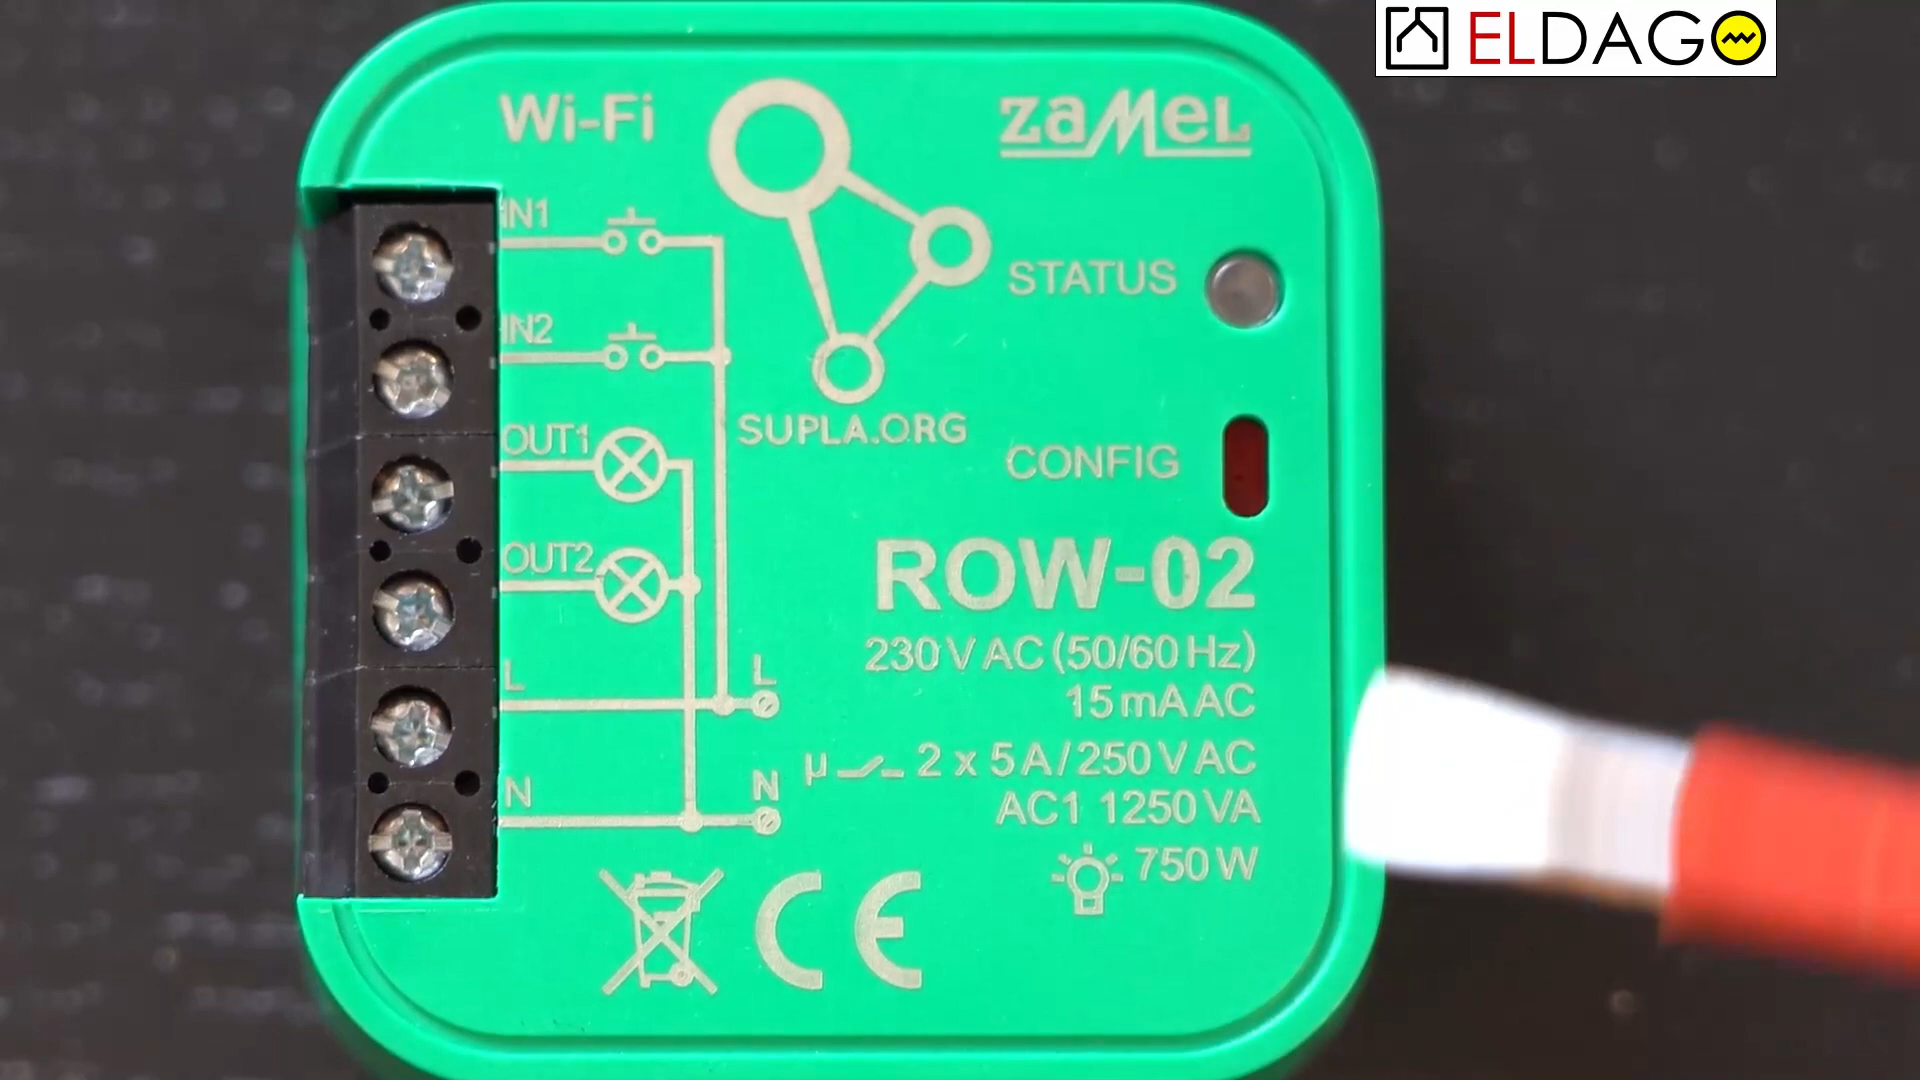 ELDAGO
Wi-Fi
zaMeL
IN1
STATUS
IN2
SUPLA.ORG
OUT1
CONFIG
OUT2
ROW-02
230 V AC (50/60 Hz)
L
L
15 mA AC
µ 2 x 5 A / 250 V AC
N
N
AC1 1250 VA
750 W
CE